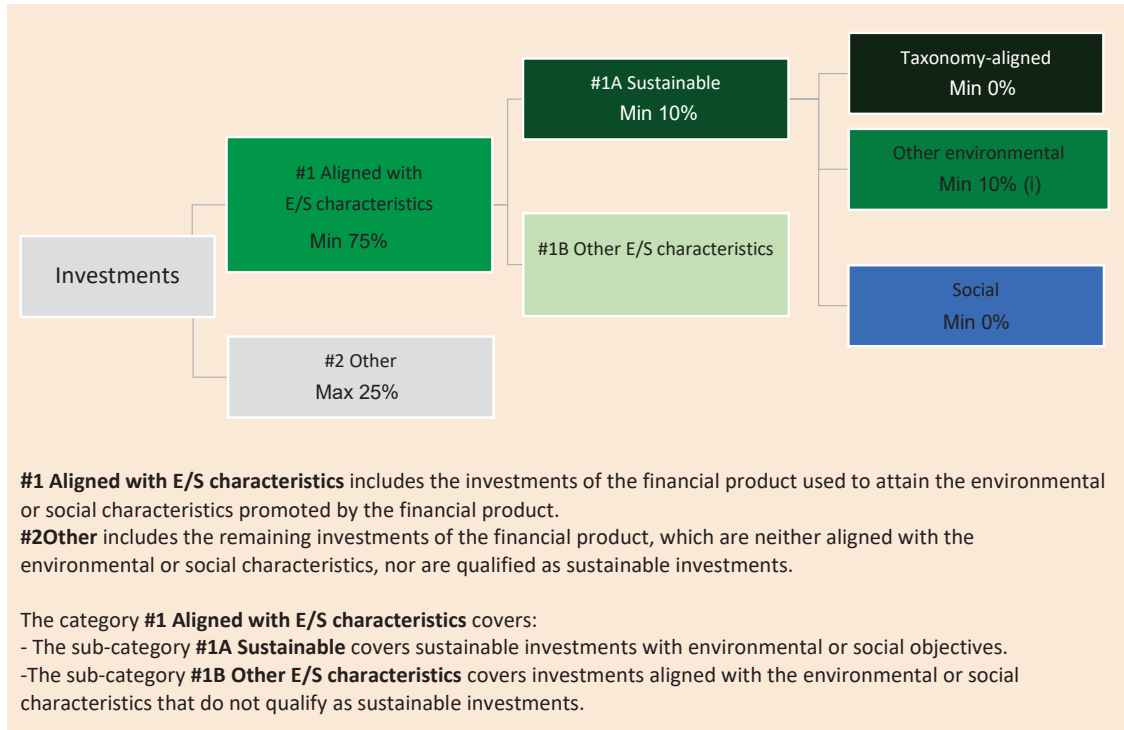 Investments
#1 Aligned with
E/S characteristics
Min 75%
#2 Other
Max 25%
#1A Sustainable
Min 10%
#1B Other E/S characteristics
Taxonomy-aligned
Min 0%
Other environmental
Min 10% (i)
Social
Min 0%
#1 Aligned with E/S characteristics includes the investments of the financial product used to attain the environmental
or social characteristics promoted by the financial product.
#2Other includes the remaining investments of the financial product, which are neither aligned with the
environmental or social characteristics, nor are qualified as sustainable investments.
The category #1 Aligned with E/S characteristics covers:
- The sub-category #1A Sustainable covers sustainable investments with environmental or social objectives.
-The sub-category #1B Other E/S characteristics covers investments aligned with the environmental or social
characteristics that do not qualify as sustainable investments.